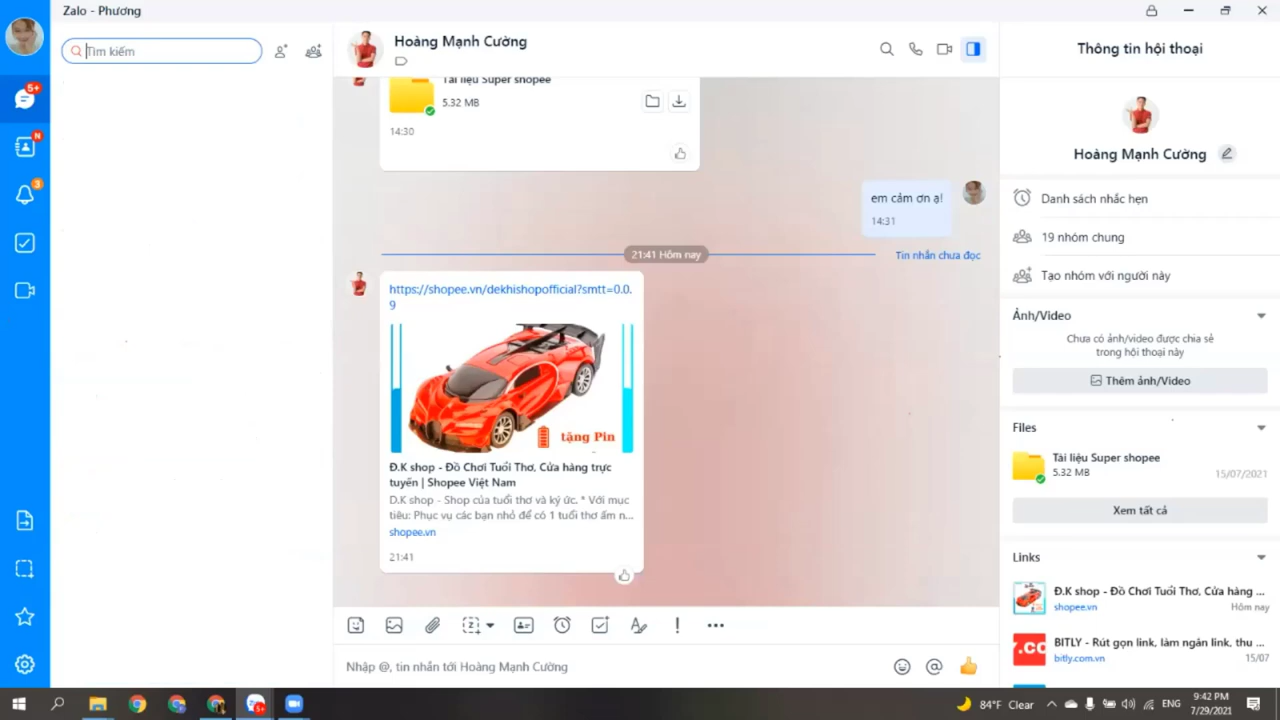 Zalo - Phương
5+
N
3
Tìm kiếm
Hoàng Mạnh Cường
Tài liệu Super shopee
5.32 MB
14:30
em cảm ơn ạ!
14:31
21:41 Hôm nay
Tin nhắn chưa đọc
https://shopee.vn/dekhishopofficial?smtt=0.0.
9
tặng Pin
Đ.K shop - Đồ Chơi Tuổi Thơ, Cửa hàng trực
tuyến | Shopee Việt Nam
D.K shop - Shop của tuổi thơ và ký ức. * Với mục
tiêu: Phục vụ các bạn nhỏ để có 1 tuổi thơ ấm n...
shopee.vn
21:41
Nhập @, tin nhắn tới Hoàng Mạnh Cường
Thông tin hội thoại
Hoàng Mạnh Cường
Danh sách nhắc hẹn
19 nhóm chung
Tạo nhóm với người này
Ảnh/Video
Chưa có ảnh/video được chia sẻ
trong hội thoại này
Thêm ảnh/Video
Files
Tài liệu Super shopee
5.32 MB
15/07/2021
Xem tất cả
Links
Đ.K shop - Đồ Chơi Tuổi Thơ, Cửa hàng ...
shopee.vn
Hôm nay
BITLY - Rút gọn link, làm ngắn link, thu ...
bitly.com.vn
15/07
5+
84°F Clear
ENG
9:42 PM
7/29/2021